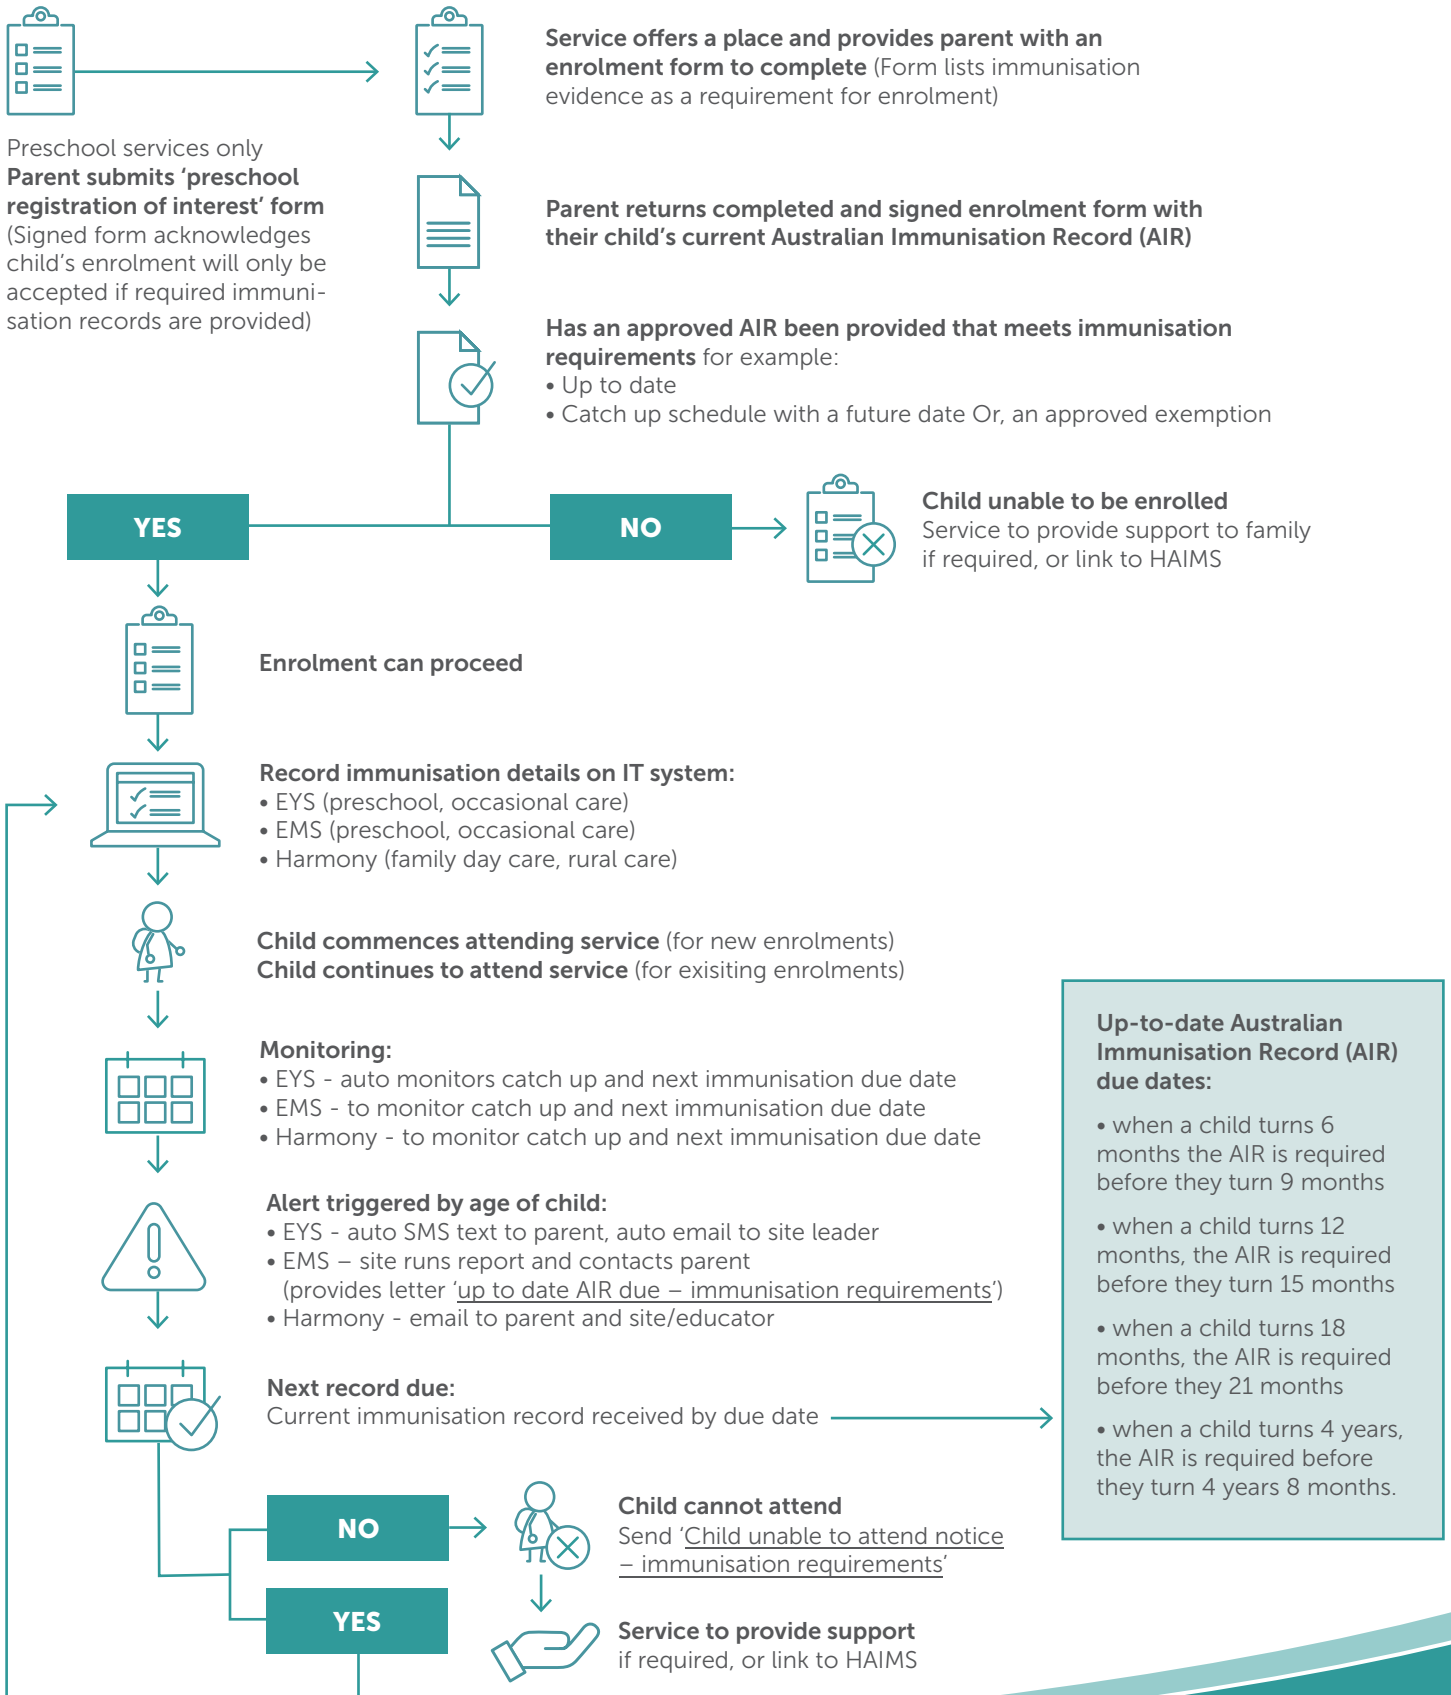 Service offers a place and provides parent with an
enrolment form to complete (Form lists immunisation
evidence as a requirement for enrolment)
Preschool services only
Parent submits ‘preschool
registration of interest’ form
(Signed form acknowledges
child’s enrolment will only be
accepted if required immuni-
sation records are provided)
Parent returns completed and signed enrolment form with
their child’s current Australian Immunisation Record (AIR)
Has an approved AIR been provided that meets immunisation
requirements for example:
• Up to date
• Catch up schedule with a future date Or, an approved exemption
YES
NO
Child unable to be enrolled
Service to provide support to family
if required, or link to HAIMS
Enrolment can proceed
Record immunisation details on IT system:
• EYS (preschool, occasional care)
• EMS (preschool, occasional care)
• Harmony (family day care, rural care)
Child commences attending service (for new enrolments)
Child continues to attend service (for exisiting enrolments)
Monitoring:
• EYS - auto monitors catch up and next immunisation due date
• EMS - to monitor catch up and next immunisation due date
• Harmony - to monitor catch up and next immunisation due date
Alert triggered by age of child:
• EYS - auto SMS text to parent, auto email to site leader
• EMS – site runs report and contacts parent
(provides letter ‘up to date AIR due – immunisation requirements’)
• Harmony - email to parent and site/educator
Next record due:
Current immunisation record received by due date
Up-to-date Australian
Immunisation Record (AIR)
due dates:
• when a child turns 6
months the AIR is required
before they turn 9 months
• when a child turns 12
months, the AIR is required
before they turn 15 months
• when a child turns 18
months, the AIR is required
before they 21 months
• when a child turns 4 years,
the AIR is required before
they turn 4 years 8 months.
NO
Child cannot attend
Send ‘Child unable to attend notice
– immunisation requirements’
YES
Service to provide support
if required, or link to HAIMS